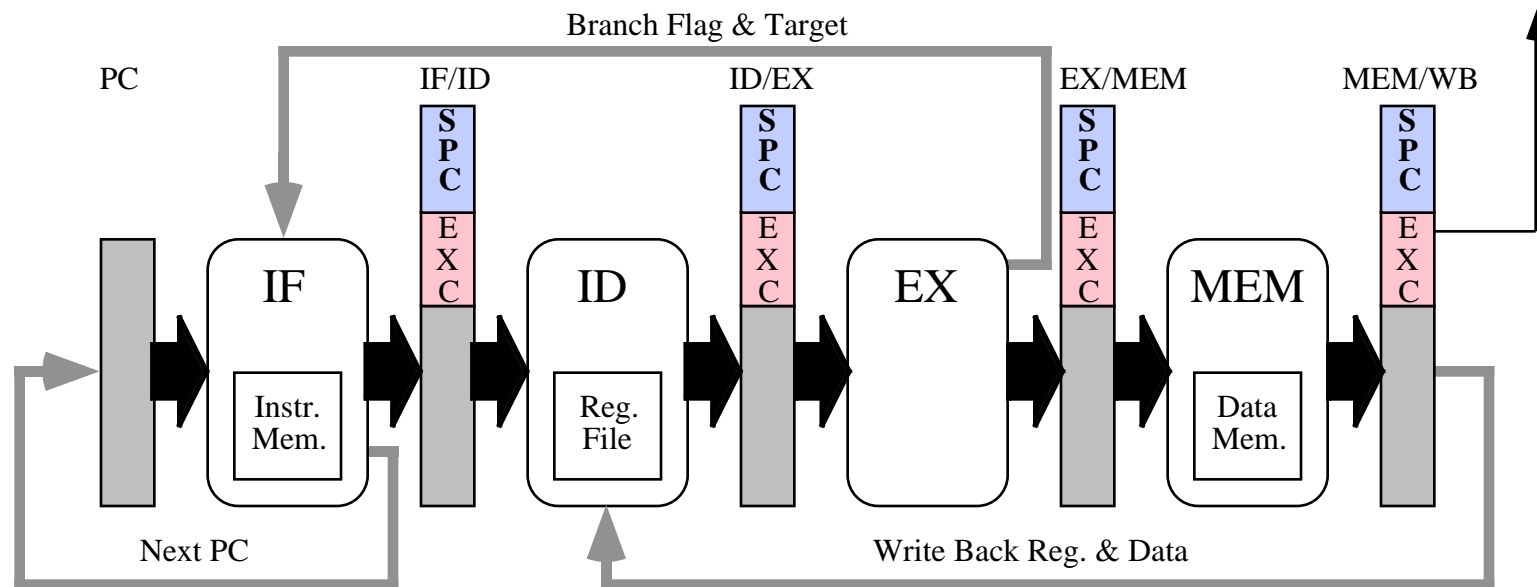 Branch Flag & Target
PC
IF/ID
ID/EX
EX/MEM
MEM/WB
S
P
C
E
X
C
S
P
C
E
X
C
S
P
C
E
X
C
S
P
C
E
X
C
IF
ID
EX
MEM
Instr.
Mem.
Reg.
File
Data
Mem.
Next PC
Write Back Reg. & Data